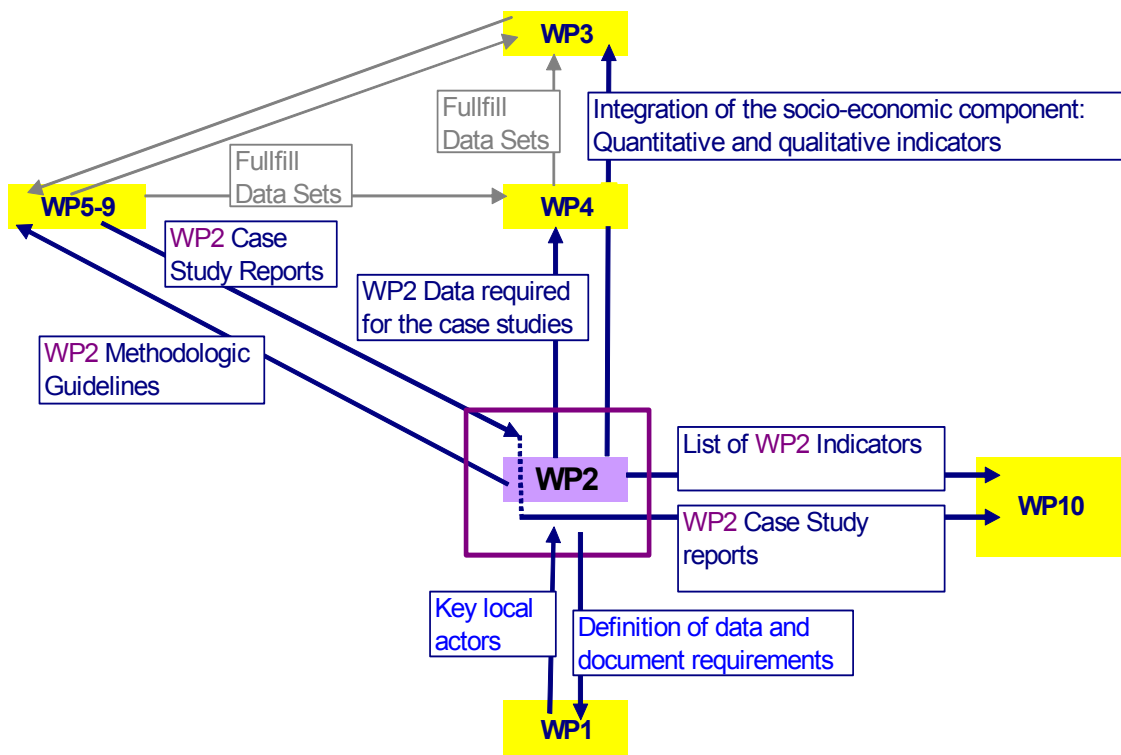 WP3
Fullfill
Data Sets
Integration of the socio-economic component:
Quantitative and qualitative indicators
Fullfill
Data Sets
WP5-9
WP4
WP2 Case
Study Reports
WP2 Data required
for the case studies
WP2 Methodologic
Guidelines
List of WP2 Indicators
WP2
WP10
WP2 Case Study
reports
Key local
actors
Definition of data and
document requirements
WP1